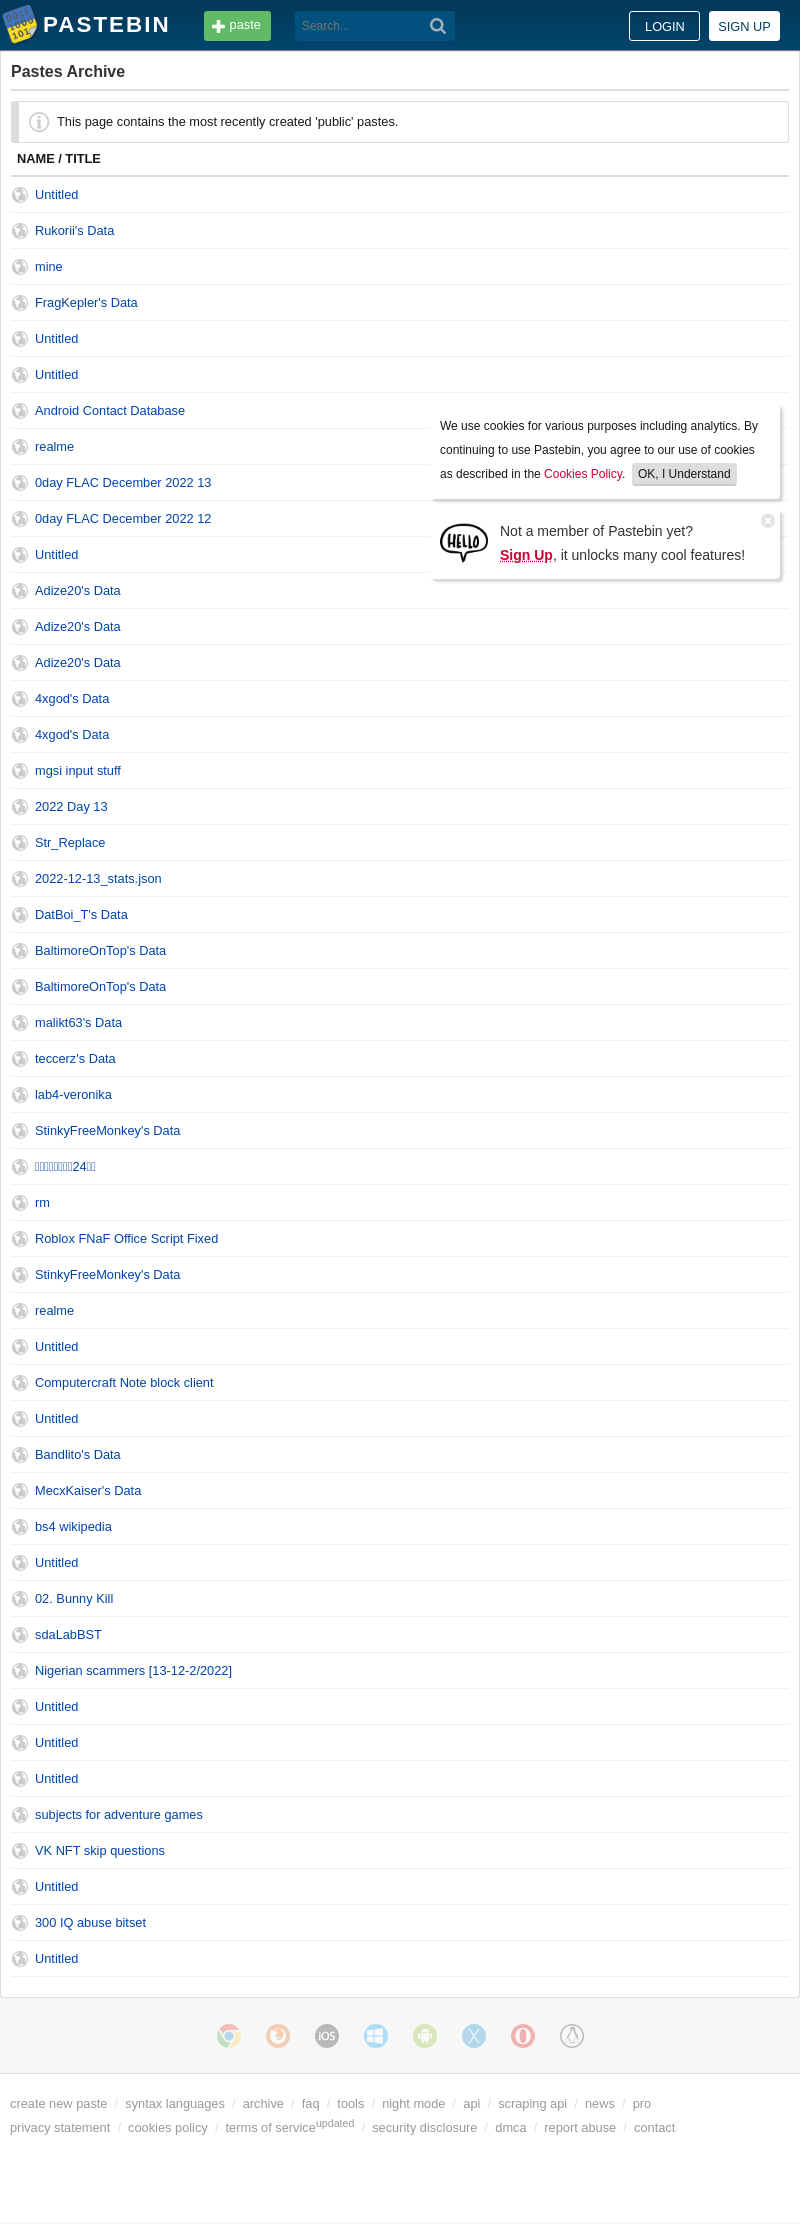 PASTEBIN
paste
Search...
LOGIN
SIGN UP
Pastes Archive
This page contains the most recently created 'public' pastes.
NAME / TITLE
Untitled
Rukorii's Data
mine
FragKepler's Data
Untitled
Untitled
Android Contact Database
realme
0day FLAC December 2022 13
0day FLAC December 2022 12
Untitled
We use cookies for various purposes including analytics. By
continuing to use Pastebin, you agree to our use of cookies
as described in the Cookies Policy. OK, I Understand
HELLO
Not a member of Pastebin yet?
Sign Up, it unlocks many cool features!
Adize20's Data
Adize20's Data
Adize20's Data
4xgod's Data
4xgod's Data
mgsi input stuff
2022 Day 13
Str_Replace
2022-12-13_stats.json
DatBoi_T's Data
BaltimoreOnTop's Data
BaltimoreOnTop's Data
malikt63's Data
teccerz's Data
lab4-veronika
StinkyFreeMonkey's Data
24
rm
Roblox FNaF Office Script Fixed
StinkyFreeMonkey's Data
realme
Untitled
Computercraft Note block client
Untitled
Bandlito's Data
MecxKaiser's Data
bs4 wikipedia
Untitled
02. Bunny Kill
sdaLabBST
Nigerian scammers [13-12-2/2022]
Untitled
Untitled
Untitled
subjects for adventure games
VK NFT skip questions
Untitled
300 IQ abuse bitset
Untitled
iOS
create new paste / syntax languages / archive / faq / tools / night mode / api / scraping api / news / pro
privacy statement / cookies policy / terms of serviceupdated / security disclosure / dmca / report abuse / contact